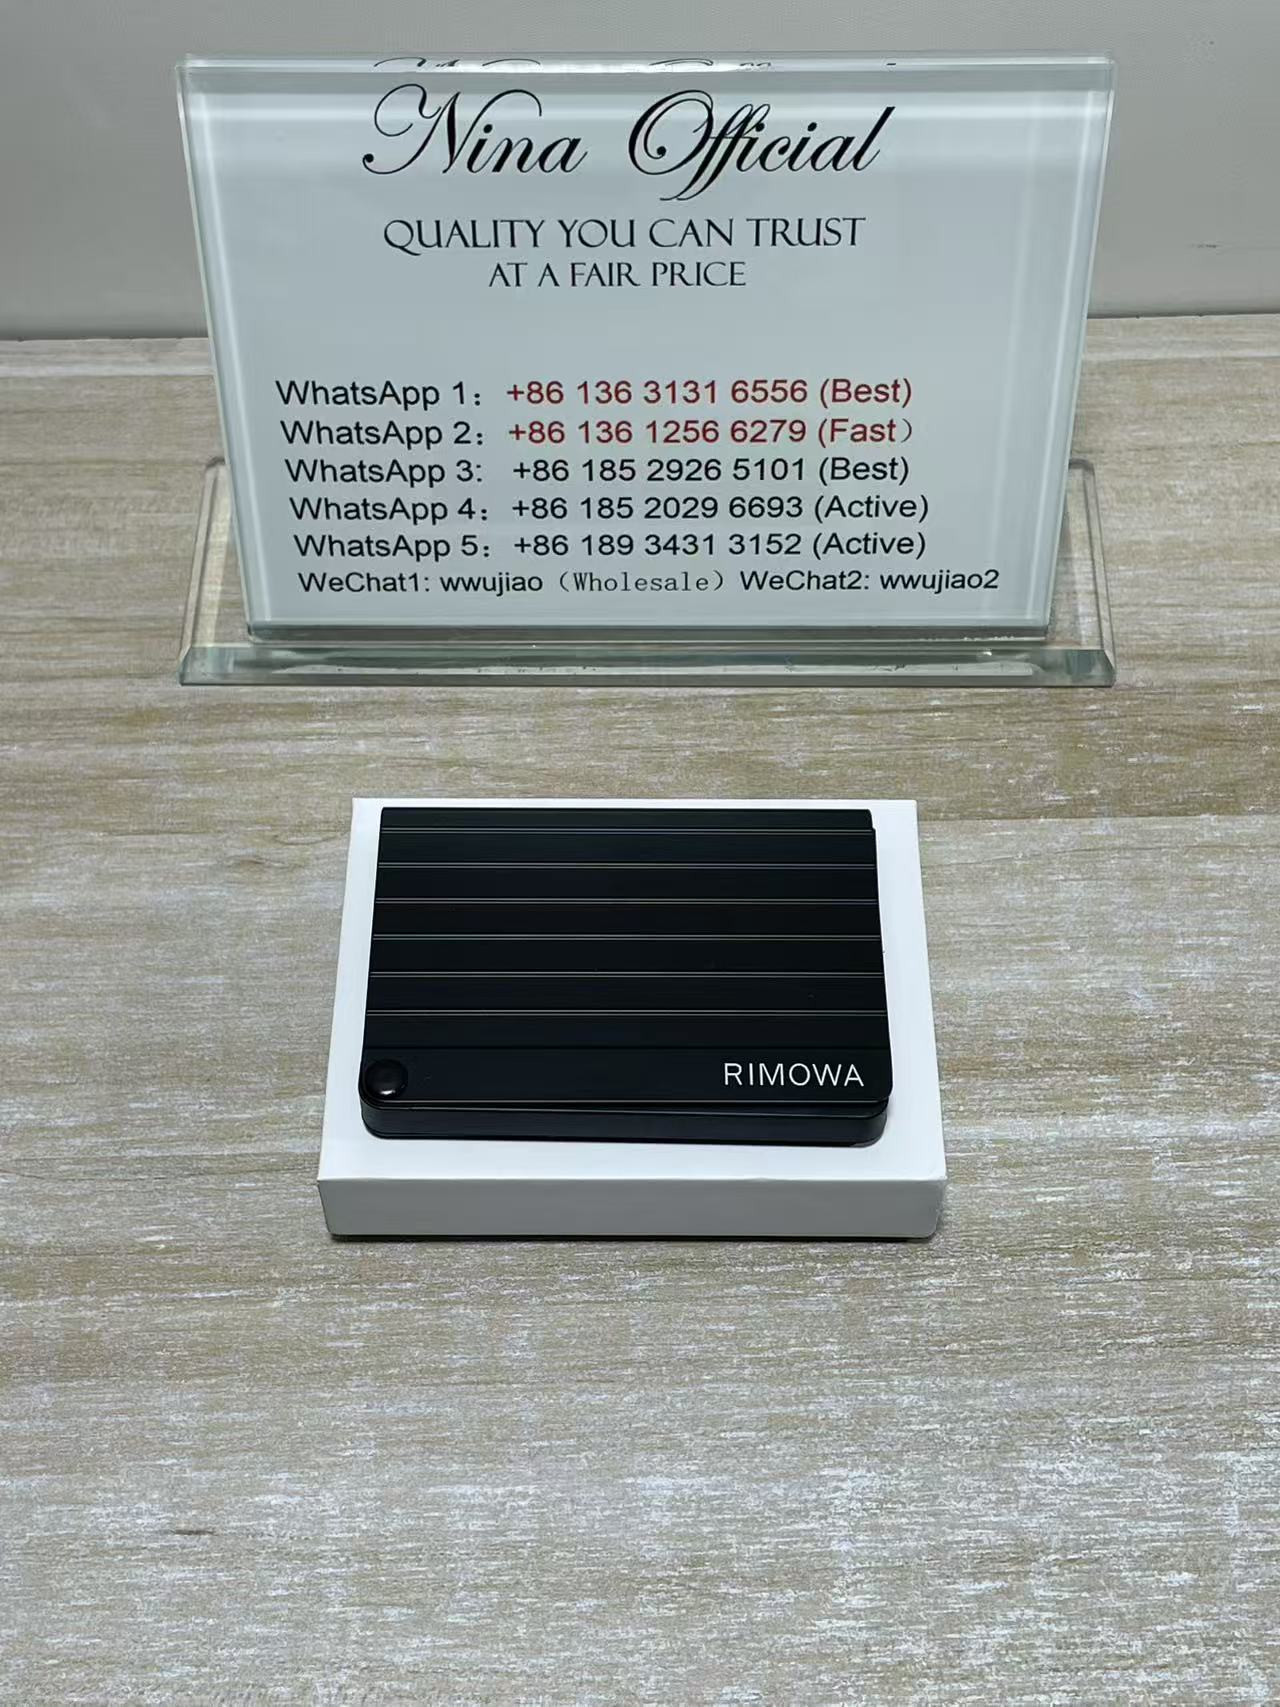 Nina Official
QUALITY YOU CAN TRUST
AT A FAIR PRICE
WhatsApp 1： +86 136 3131 6556 (Best)
WhatsApp 2： +86 136 1256 6279 (Fast）
WhatsApp 3: +86 185 2926 5101 (Best)
WhatsApp 4： +86 185 2029 6693 (Active)
WhatsApp 5： +86 189 3431 3152 (Active)
WeChat1: wwujiao（Wholesale）WeChat2: wwujiao2
RIMOWA